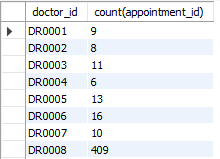 doctor_id count(appointment_id)
DR0001 9
DR0002 8
DR0003 11
DR0004 6
DR0005 13
DR0006 16
DR0007 10
DR0008 409